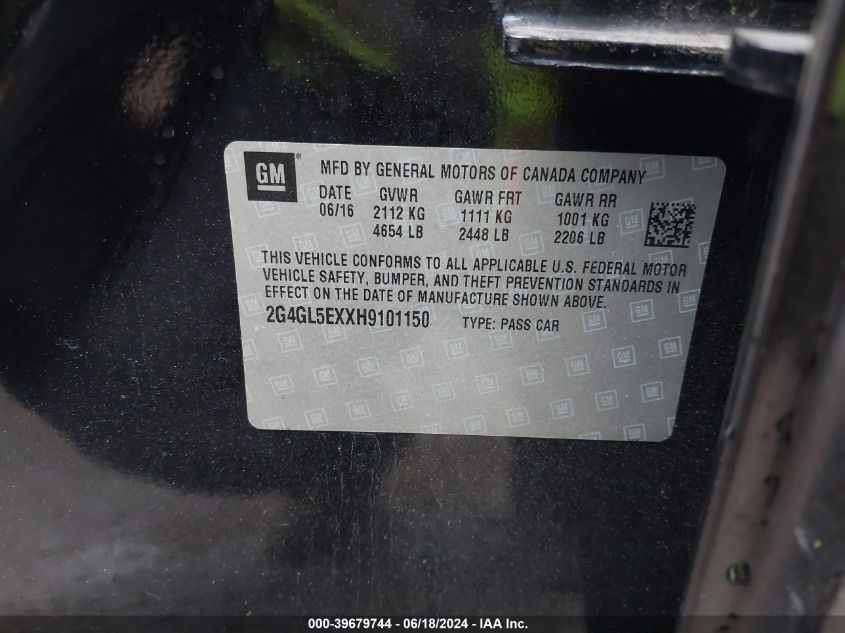 GM ® MFD BY GENERAL MOTORS OF CANADA COMPANY
DATE GVWR GAWR FRT GAWR RR
06/16 2112 KG 1111 KG 1001 KG
4654 LB 2448 LB 2206 LB
THIS VEHICLE CONFORMS TO ALL APPLICABLE U.S. FEDERAL MOTOR
VEHICLE SAFETY, BUMPER, AND THEFT PREVENTION STANDARDS IN
EFFECT ON THE DATE OF MANUFACTURE SHOWN ABOVE.
2G4GL5EXXH9101150 TYPE: PASS CAR
000-39679744 / 06/18/2024 - IAA Inc.